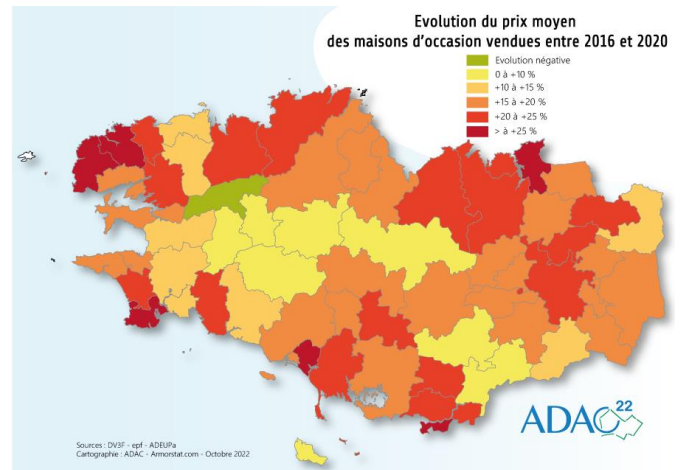 Evolution du prix moyen
des maisons d'occasion vendues entre 2016 et 2020
Evolution négative
0 à +10 %
+10 à +15 %
+15 à +20 %
+20 à +25 %
> à +25 %
ADAC 22
Sources : DV3F - epf - ADEUPa
Cartographie : ADAC - Armorstat.com - Octobre 2022